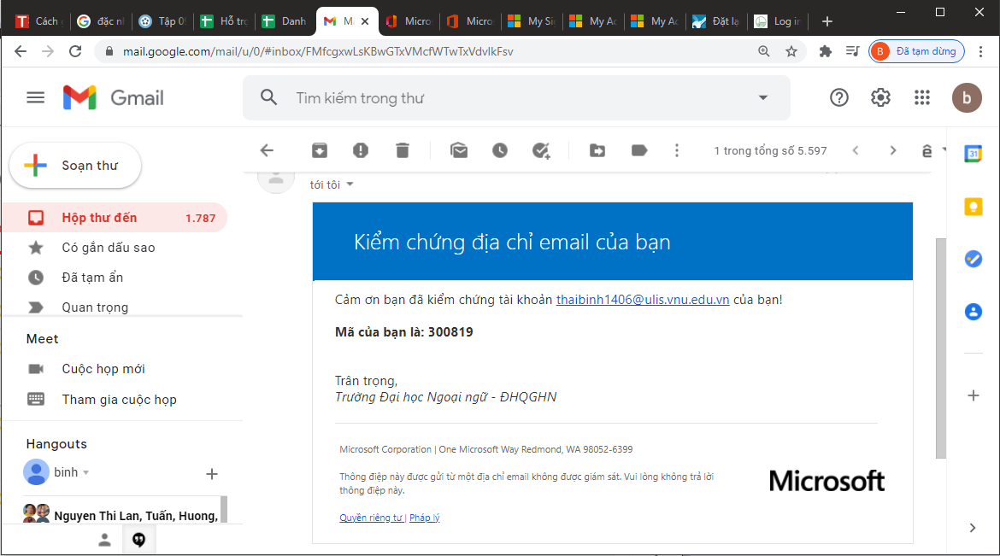 Cách
đặc n
Tập 0
Hỗ trợ
Danh
M
Micro
Micro
My Si
My Ac
My Ac
Đặt lạ
Log in
mail.google.com/mail/u/0/#inbox/FMfcgxwLsKBwGTxVMcfWTwTxVdvlkFsv
B Đã tạm dừng
Gmail
Tìm kiếm trong thư
b
Soạn thư
1 trong tổng số 5.597
31
tới tôi
Hộp thư đến 1.787
Có gắn dấu sao
Đã tạm ẩn
Quan trọng
Meet
Cuộc họp mới
Tham gia cuộc họp
Hangouts
binh
Nguyen Thi Lan, Tuấn, Huong,
Kiểm chứng địa chỉ email của bạn
Cảm ơn bạn đã kiểm chứng tài khoản thaibinh1406@ulis.vnu.edu.vn của bạn!
Mã của bạn là: 300819
Trân trọng,
Trường Đại học Ngoại ngữ - ĐHQGHN
Microsoft Corporation | One Microsoft Way Redmond, WA 98052-6399
Thông điệp này được gửi từ một địa chỉ email không được giám sát. Vui lòng không trả lời
thông điệp này.
Quyền riêng tư | Pháp lý
Microsoft